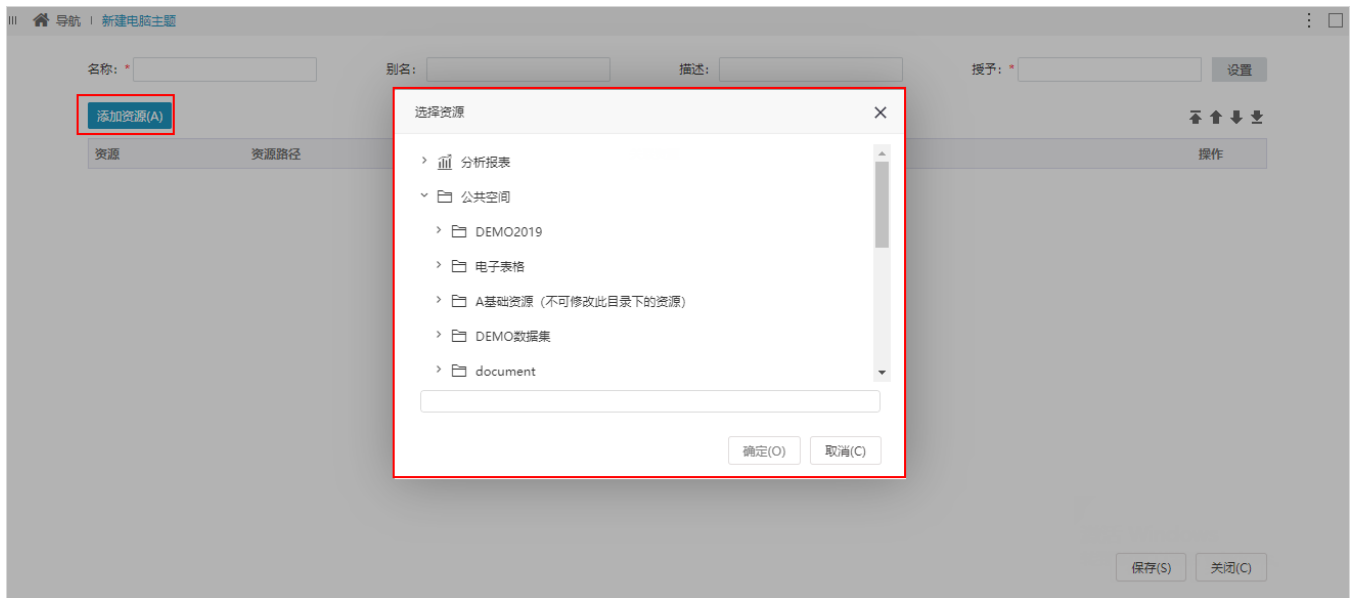 导航 | 新建电脑主题
名称: * 别名: 描述: 授予: * 设置
添加资源(A)
资源 资源路径 操作
选择资源
分析报表
公共空间
DEMO2019
电子表格
A基础资源（不可修改此目录下的资源）
DEMO数据集
document
确定(O) 取消(C)
保存(S) 关闭(C)